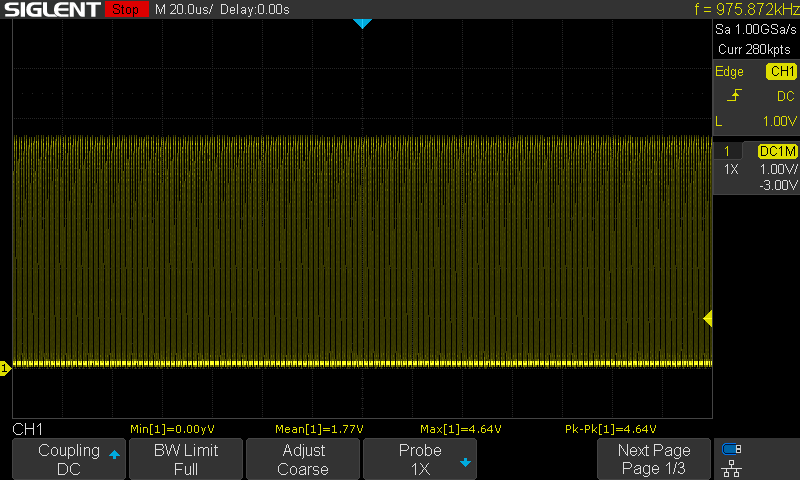 SIGLENT Stop M 20.0us/ Delay:0.00s f = 975.872kHz
Sa 1.00GSa/s
Curr 280kpts
Edge CH1
DC
L 1.00V
1 DC1M
1X 1.00V/
-3.00V
1
CH1 Min[1]=0.00yV Mean[1]=1.77V Max[1]=4.64V Pk-Pk[1]=4.64V
Coupling BW Limit Adjust Probe Next Page
DC Full Coarse 1X Page 1/3